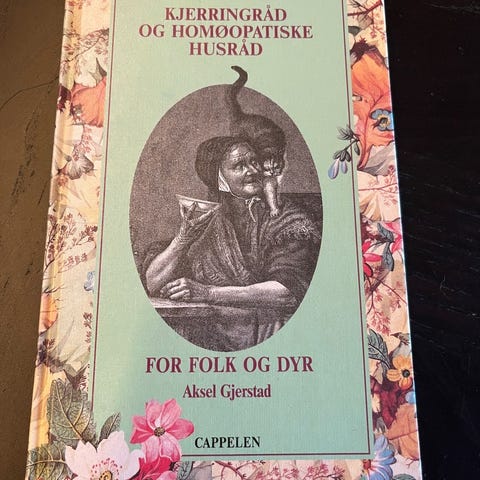 KJERRINGRÅD
OG HOMØOPATISKE
HUSRÅD
FOR FOLK OG DYR
Aksel Gjerstad
CAPPELEN